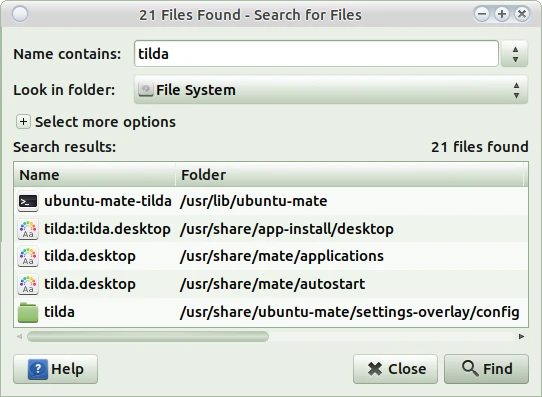 21 Files Found - Search for Files
Name contains: tilda
Look in folder: File System
Select more options
Search results: 21 files found
Name Folder
ubuntu-mate-tilda /usr/lib/ubuntu-mate
tilda:tilda.desktop /usr/share/app-install/desktop
tilda.desktop /usr/share/mate/applications
tilda.desktop /usr/share/mate/autostart
tilda /usr/share/ubuntu-mate/settings-overlay/config
Help Close Find